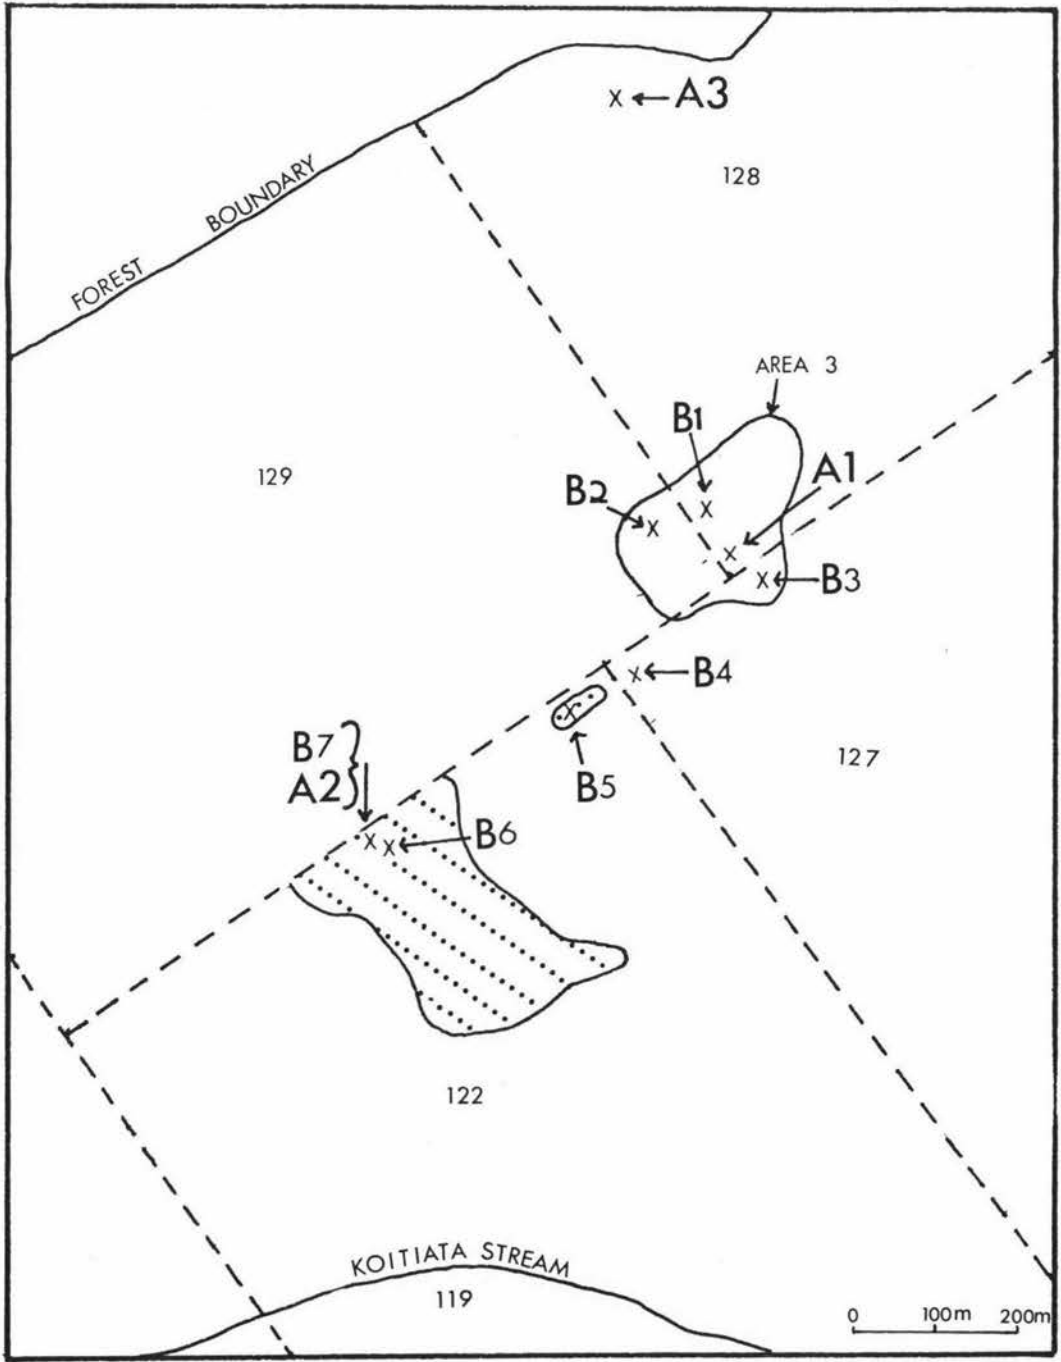 A3
128
FOREST BOUNDARY
AREA 3
B1
A1
129
B2
B3
B4
127
B7
A2
B5
B6
122
KOITIATA STREAM
119
0 100m 200m